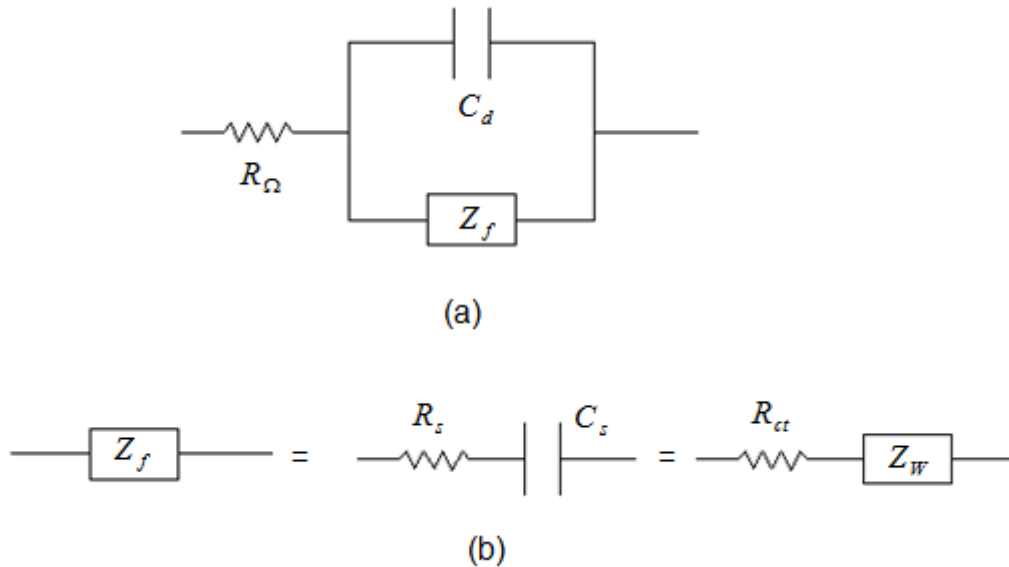 C_d
R_Ω
Z_f
(a)
R_s C_s R_ct
Z_f = = Z_W
(b)